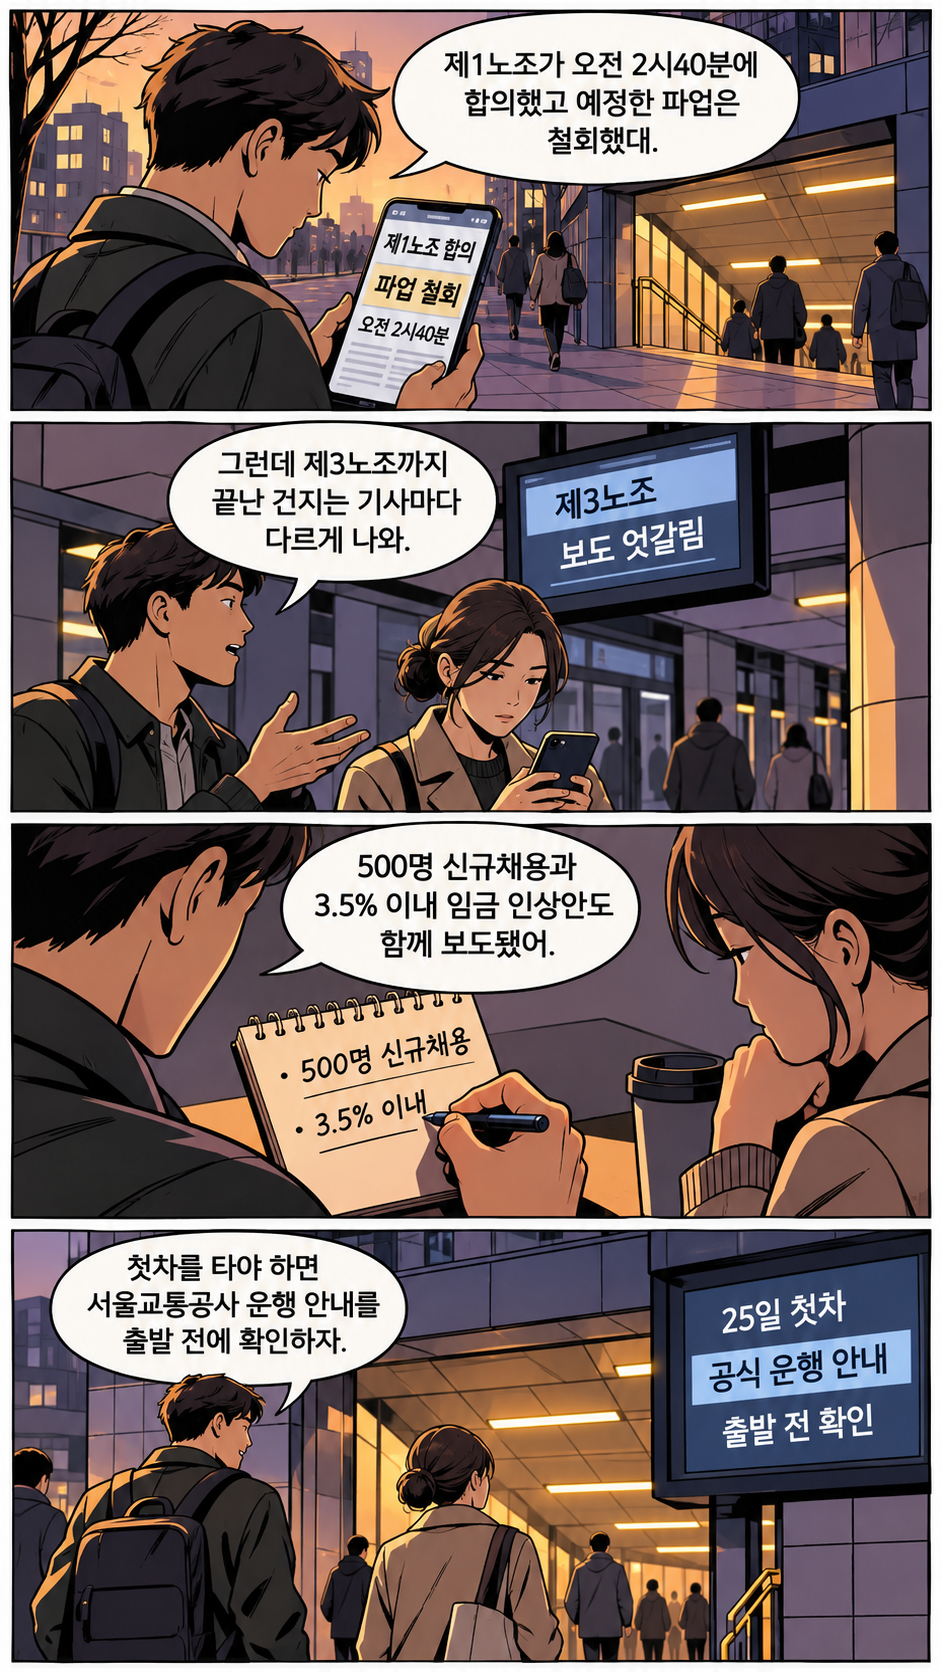 제1노조가 오전 2시40분에
합의했고 예정한 파업은
철회했대.
제1노조 합의
파업 철회
오전 2시40분
그런데 제3노조까지
끝난 건지는 기사마다
다르게 나와.
제3노조
보도 엇갈림
500명 신규채용과
3.5% 이내 임금 인상안도
함께 보도됐어.
• 500명 신규채용
• 3.5% 이내
첫차를 타야 하면
서울교통공사 운행 안내를
출발 전에 확인하자.
25일 첫차
공식 운행 안내
출발 전 확인